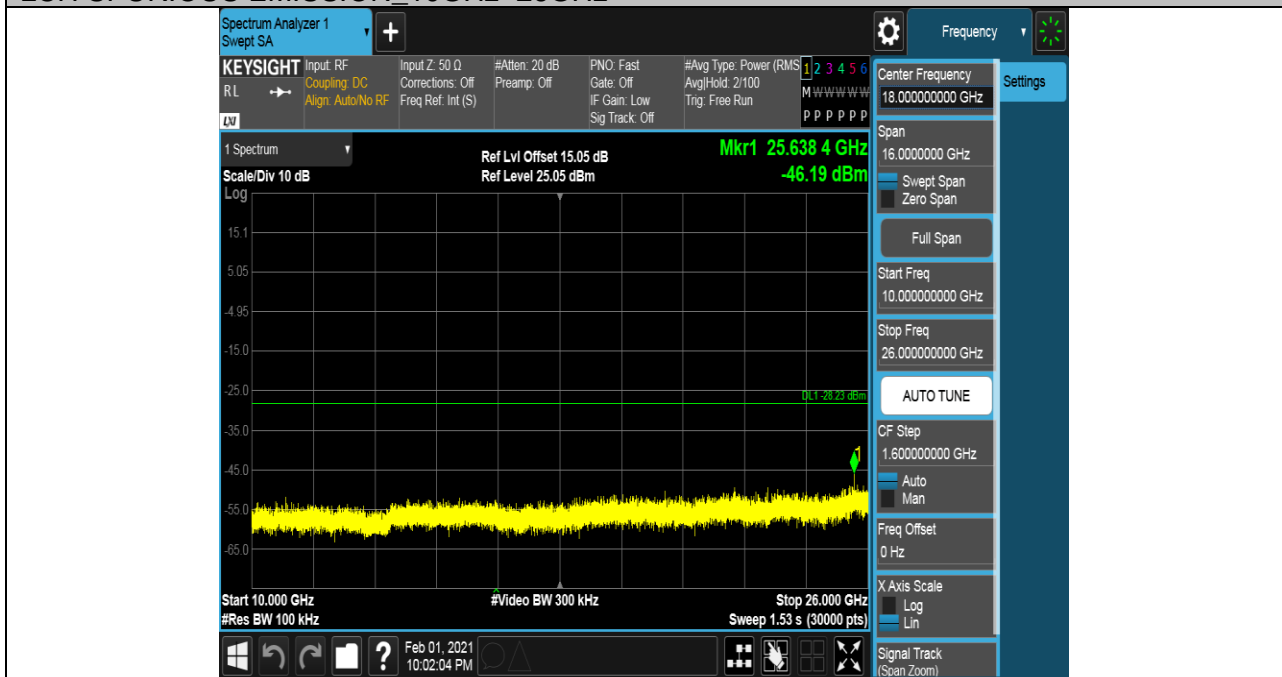 Spectrum Analyzer 1
Swept SA
+
Frequency
KEYSIGHT
RL
LXI
Input: RF
Coupling: DC
Align: Auto/No RF
Input Z: 50 Ω
Corrections: Off
Freq Ref: Int (S)
#Atten: 20 dB
Preamp: Off
PNO: Fast
Gate: Off
IF Gain: Low
Sig Track: Off
#Avg Type: Power (RMS
Avg|Hold: 2/100
Trig: Free Run
1 2 3 4 5 6
M W W W W W
P P P P P P
1 Spectrum
Scale/Div 10 dB
Log
Ref Lvl Offset 15.05 dB
Ref Level 25.05 dBm
Mkr1 25.638 4 GHz
-46.19 dBm
15.1
5.05
-4.95
-15.0
-25.0
DL1 -28.23 dBm
-35.0
1
-45.0
-55.0
-65.0
Start 10.000 GHz
#Res BW 100 kHz
#Video BW 300 kHz
Stop 26.000 GHz
Sweep 1.53 s (30000 pts)
Center Frequency
18.000000000 GHz
Settings
Span
16.0000000 GHz
Swept Span
Zero Span
Full Span
Start Freq
10.000000000 GHz
Stop Freq
26.000000000 GHz
AUTO TUNE
CF Step
1.600000000 GHz
Auto
Man
Freq Offset
0 Hz
X Axis Scale
Log
Lin
Signal Track
(Span Zoom)
?
Feb 01, 2021
10:02:04 PM